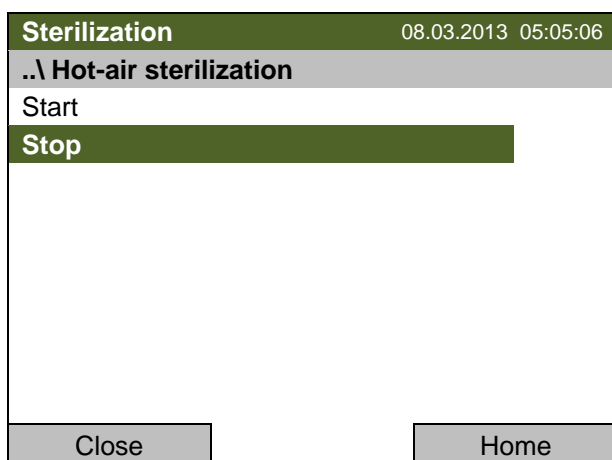 Sterilization 08.03.2013 05:05:06
..\ Hot-air sterilization
Start
Stop
Close Home